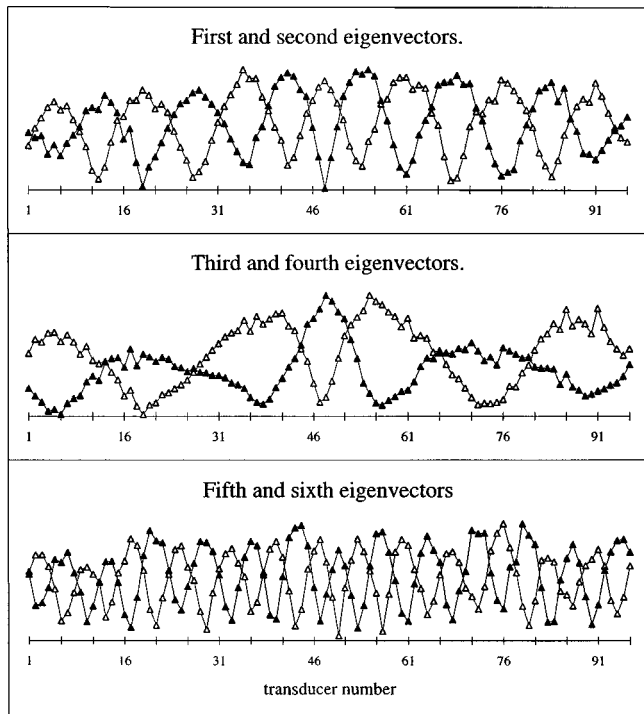 First and second eigenvectors.
1 16 31 46 61 76 91
Third and fourth eigenvectors.
1 16 31 46 61 76 91
Fifth and sixth eigenvectors
1 16 31 46 61 76 91
transducer number